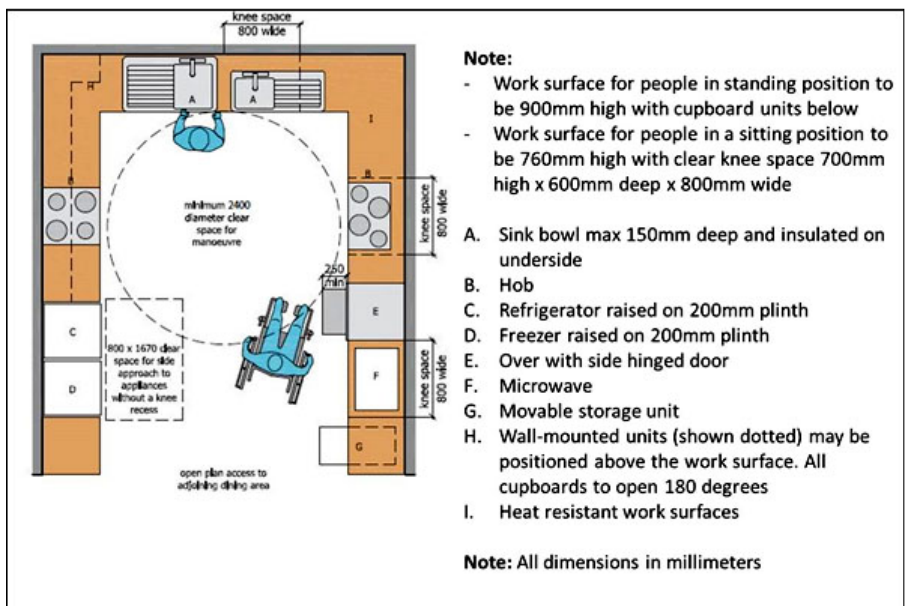 knee space
800 wide
H
A
A
I
B
B
minimum 2400
diameter clear
space for
manoeuvre
knee space
800 wide
250
min
E
C
800 x 1670 clear
space for side
approach to
appliances
without a knee
recess
D
knee space
800 wide
F
G
open plan access to
adjoining dining area
Note:
- Work surface for people in standing position to
be 900mm high with cupboard units below
- Work surface for people in a sitting position to
be 760mm high with clear knee space 700mm
high x 600mm deep x 800mm wide
A. Sink bowl max 150mm deep and insulated on
underside
B. Hob
C. Refrigerator raised on 200mm plinth
D. Freezer raised on 200mm plinth
E. Over with side hinged door
F. Microwave
G. Movable storage unit
H. Wall-mounted units (shown dotted) may be
positioned above the work surface. All
cupboards to open 180 degrees
I. Heat resistant work surfaces
Note: All dimensions in millimeters